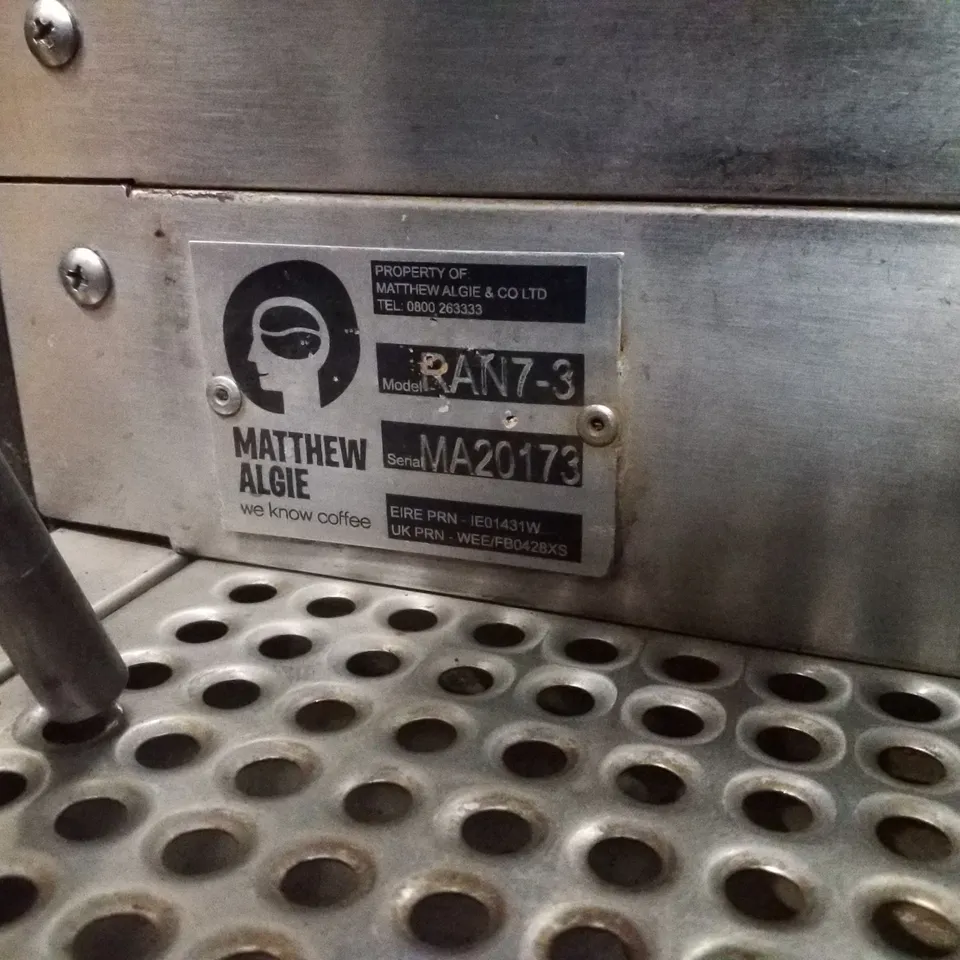 PROPERTY OF
MATTHEW ALGIE & CO LTD
TEL: 0800 263333
Model RAN7-3
Serial MA20173
EIRE PRN - IE01431W
UK PRN - WEE/FB0428XS
MATTHEW
ALGIE
we know coffee